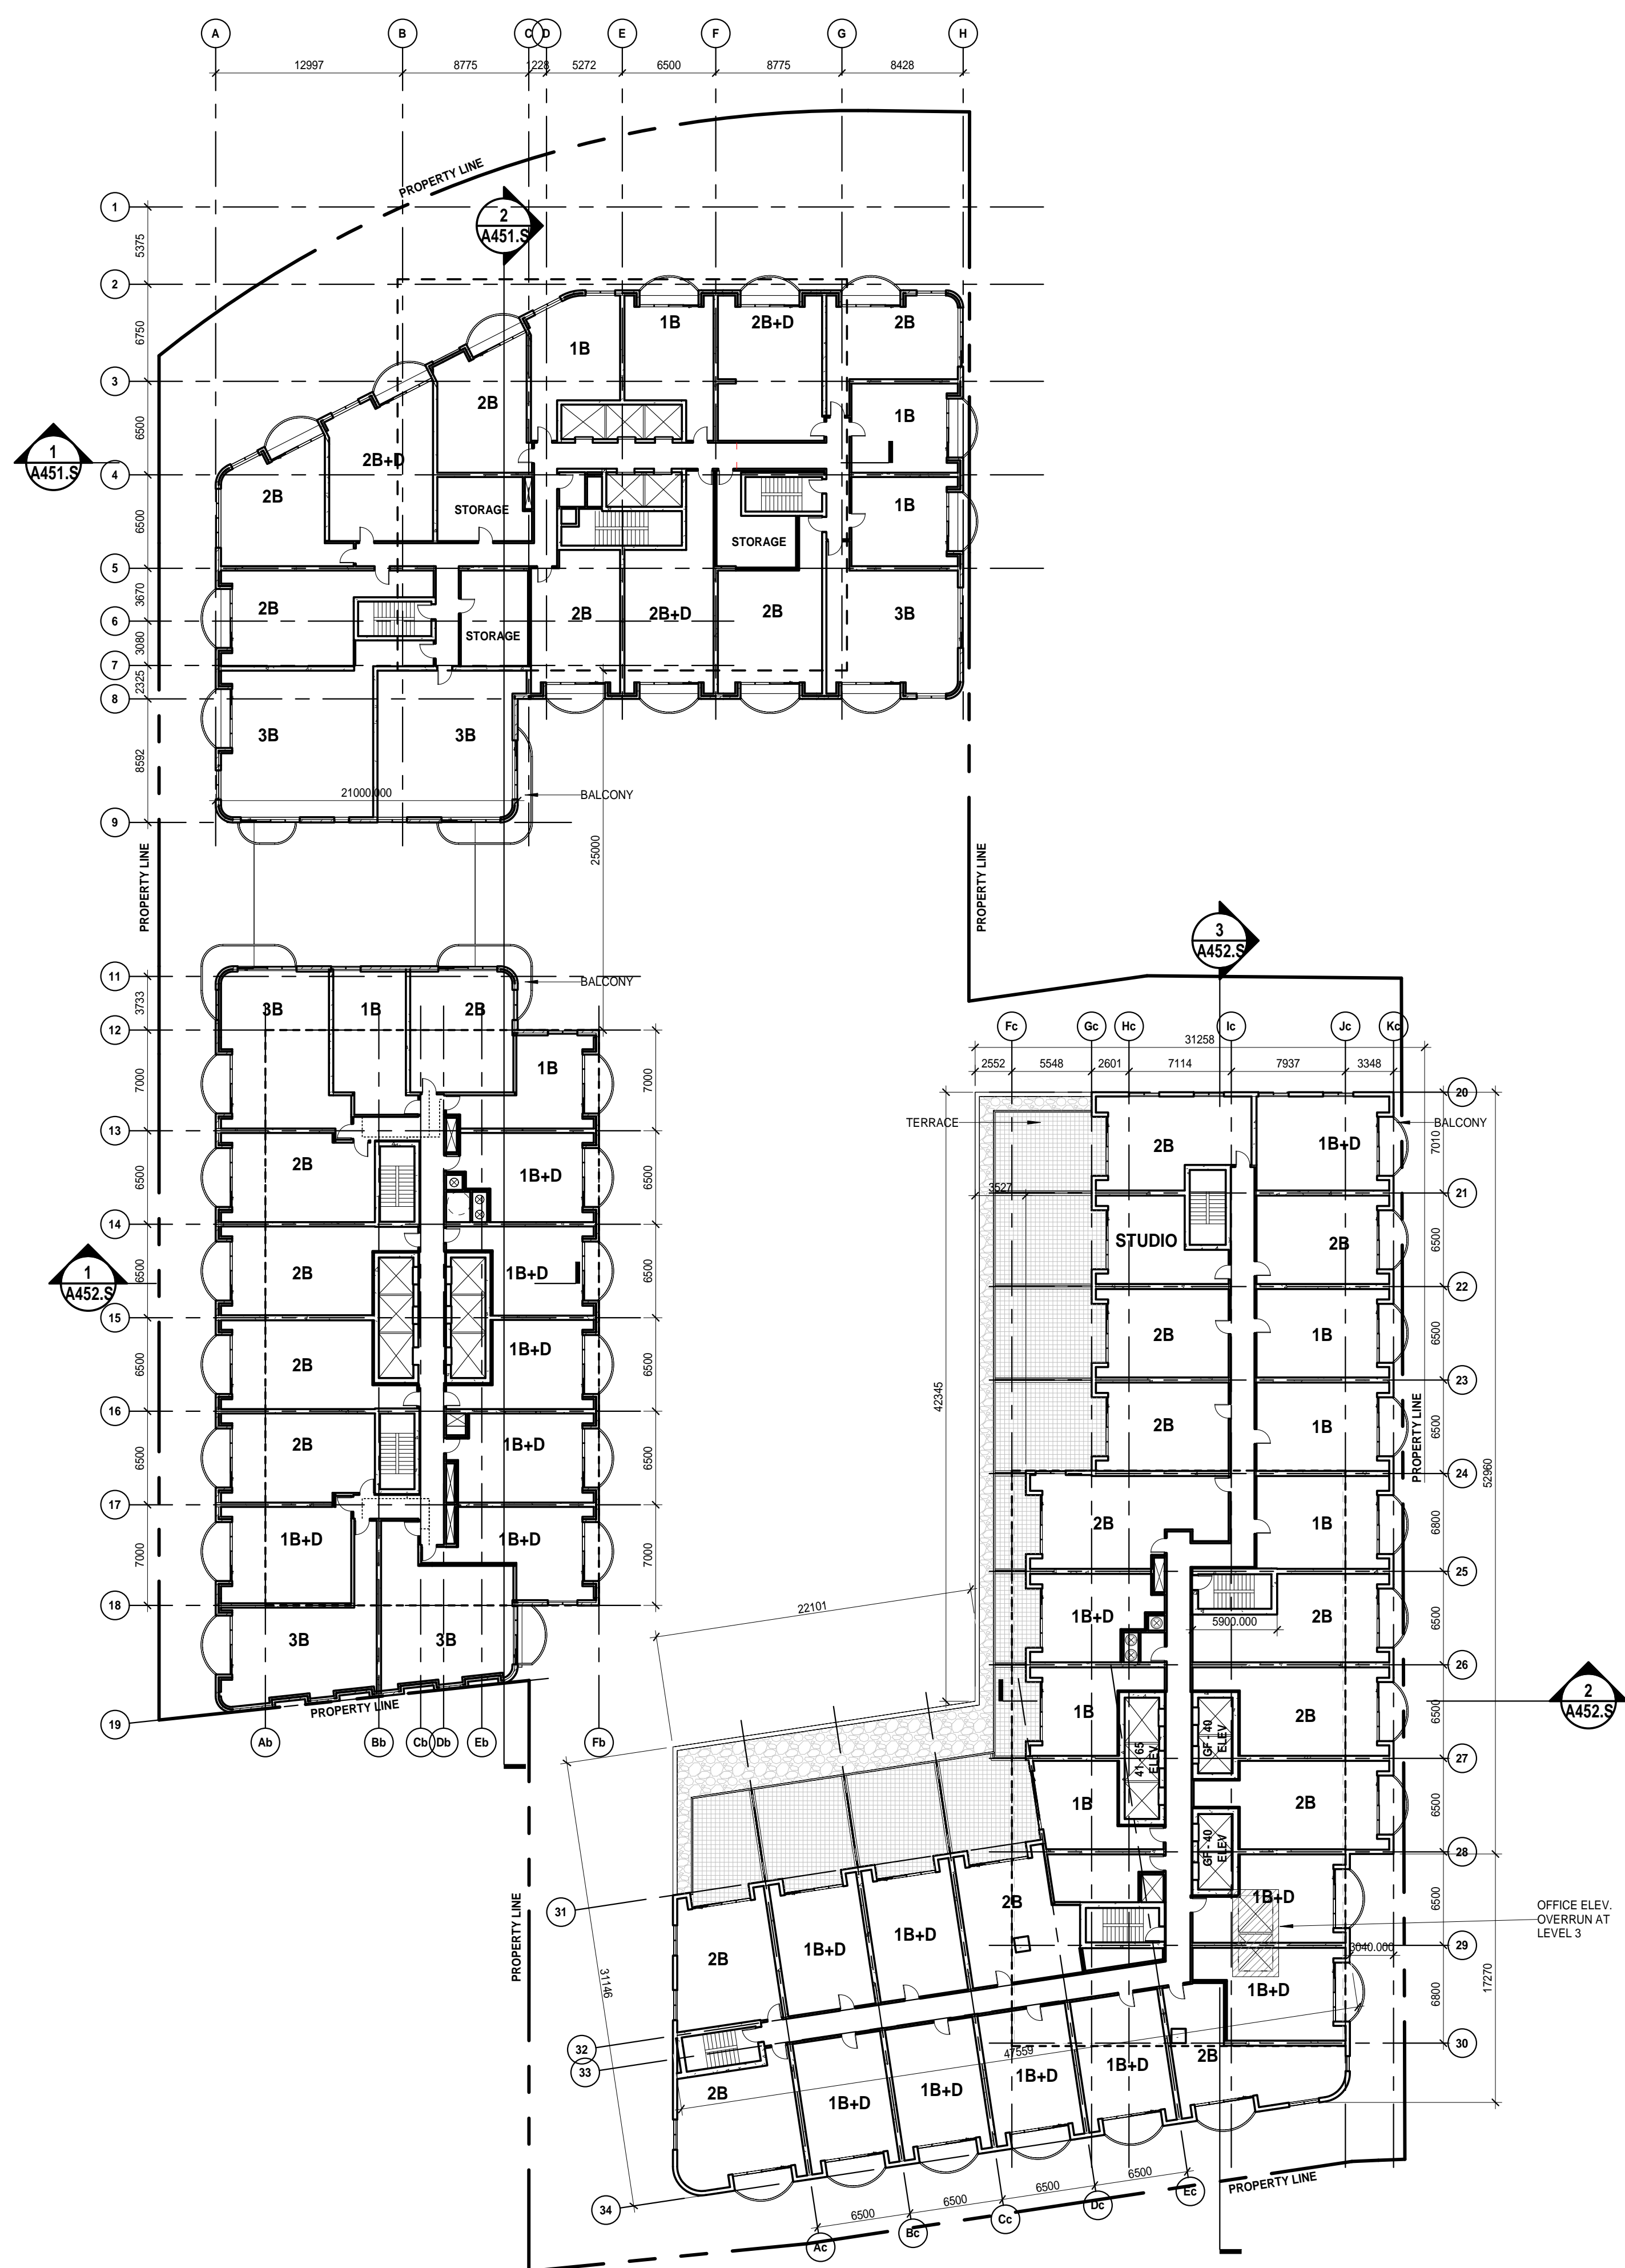 A B C D E F G H
12997 8775 1228 5272 6500 8775 8428
PROPERTY LINE
1
2
A451.S
5375
2
6750
1B 2B+D 2B
1B
3
2B 1B
6500
1
A451.S
2B+D
4
2B
STORAGE
1B
6500
STORAGE
5
3670
2B 2B 2B+D 2B 3B
6
STORAGE
3080
7
2325
8
3B 3B
8592
21000.000
BALCONY
9
25000
PROPERTY LINE
PROPERTY LINE
3
A452.S
11
BALCONY
3733
3B 1B 2B
12
1B
7000 7000
13
2B
1B+D
6500 6500
14
2B 1B+D
1
A452.S
6500 6500
15
2B 1B+D
6500 6500
16
2B 1B+D
6500 6500
17
1B+D 1B+D
7000 7000
18
3B 3B
PROPERTY LINE
19
Ab Bb Cb Db Eb Fb
Fc Gc Hc Ic Jc Kc
31258
2552 5548 2601 7114 7937 3348
20
TERRACE
BALCONY
2B 1B+D
7010
3527
21
STUDIO 2B
6500
22
2B 1B
6500
23
42345
2B 1B
6500
PROPERTY LINE
24
52960
2B 1B
6800
25
22101
1B+D 2B
5900.000
6500
26
1B 2B
41 - 65
ELEV
GF - 40
ELEV
6500
2
A452.S
27
1B 2B
6500
GF - 40
ELEV
28
1B+D
6500
OFFICE ELEV.
OVERRUN AT
LEVEL 3
31
2B 1B+D 1B+D 2B
29
3040.000
1B+D
6800
17270
PROPERTY LINE
31146
32
33
30
47559
2B 1B+D 1B+D 1B+D 1B+D 2B
34
6500 6500 6500 6500
PROPERTY LINE
Ac Bc Cc Dc Ec